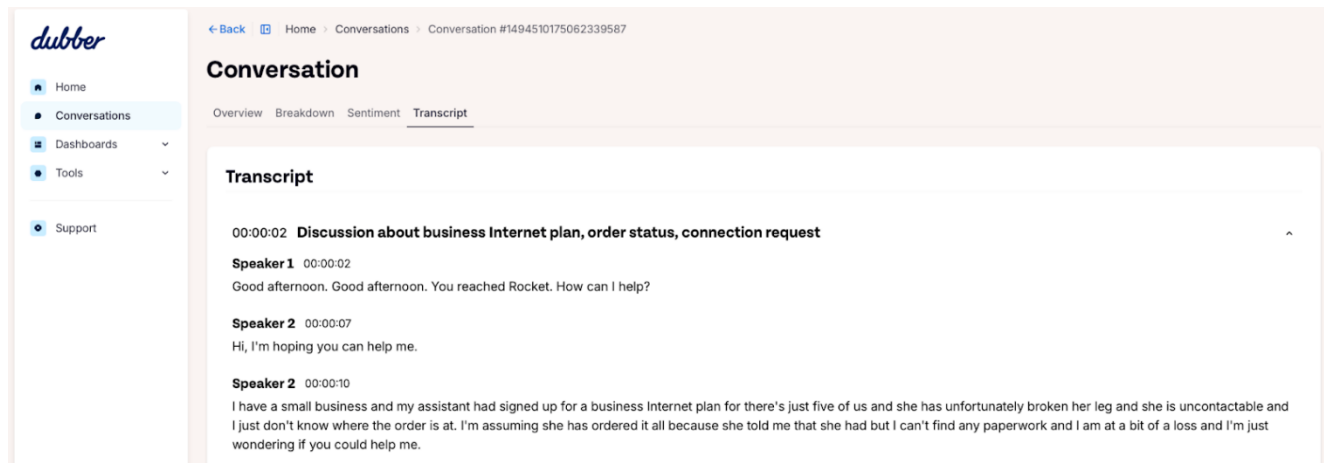 dubber
Home
Conversations
Dashboards
Tools
Support
← Back Home > Conversations > Conversation #1494510175062339587
Conversation
Overview Breakdown Sentiment Transcript
Transcript
00:00:02 Discussion about business Internet plan, order status, connection request
Speaker 1 00:00:02
Good afternoon. Good afternoon. You reached Rocket. How can I help?
Speaker 2 00:00:07
Hi, I'm hoping you can help me.
Speaker 2 00:00:10
I have a small business and my assistant had signed up for a business Internet plan for there's just five of us and she has unfortunately broken her leg and she is uncontactable and
I just don't know where the order is at. I'm assuming she has ordered it all because she told me that she had but I can't find any paperwork and I am at a bit of a loss and I'm just
wondering if you could help me.